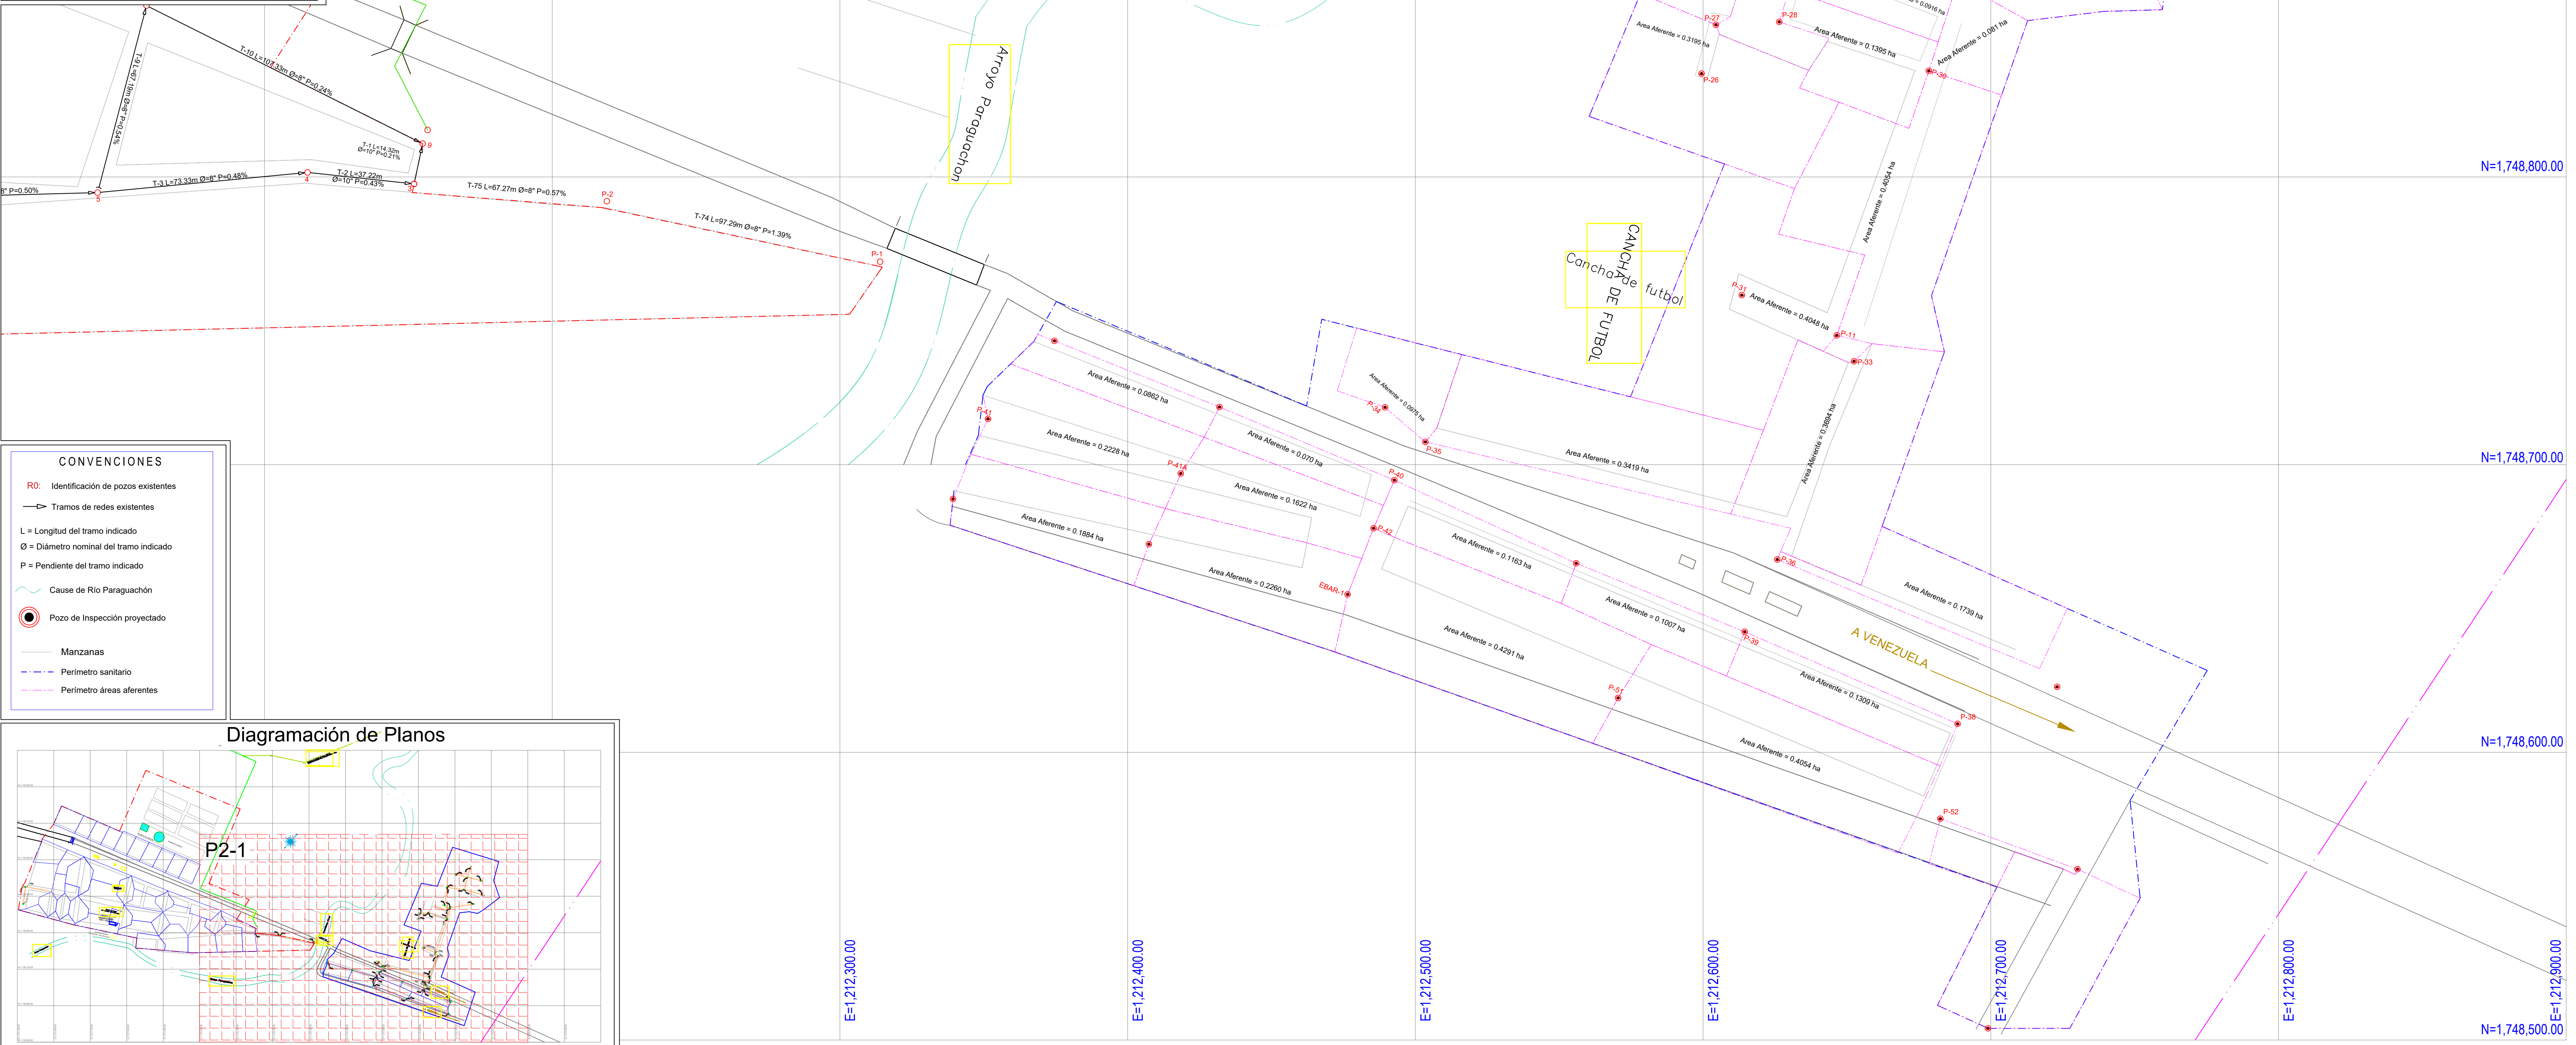 T-10 L=107.33m Ø=8" P=0.24%
T-9 L=67.19m Ø=8" P=0.54%
T-1 L=14.32m
Ø=10" P=0.21%
9
8" P=0.50%
5
T-3 L=73.33m Ø=8" P=0.48%
4
T-2 L=37.22m
Ø=10" P=0.43%
3
T-75 L=67.27m Ø=8" P=0.57%
P-2
T-74 L=97.29m Ø=8" P=1.39%
P-1
Arroyo Paraguachon
P-27
P-28
Area Aferente = 0.3195 ha
P-26
Area Aferente = 0.1395 ha
= 0.0916 ha
Area Aferente = 0.081 ha
P-30
N=1,748,800.00
Area Aferente = 0.4054 ha
CANCHA DE FUTBOL
Cancha de futbol
P-31
Area Aferente = 0.4048 ha
P-11
P-33
Area Aferente = 0.0862 ha
Area Aferente = 0.0975 ha
P-34
P-35
P-41
Area Aferente = 0.2228 ha
Area Aferente = 0.070 ha
Area Aferente = 0.3419 ha
Area Aferente = 0.3694 ha
N=1,748,700.00
P-41A
P-40
Area Aferente = 0.1622 ha
Area Aferente = 0.1884 ha
P-42
Area Aferente = 0.1163 ha
P-36
Area Aferente = 0.2260 ha
EBAR-1
Area Aferente = 0.1739 ha
Area Aferente = 0.1007 ha
P-39
A VENEZUELA
Area Aferente = 0.4291 ha
Area Aferente = 0.1309 ha
P-51
P-38
Area Aferente = 0.4054 ha
N=1,748,600.00
P-52
CONVENCIONES
R0: Identificación de pozos existentes
Tramos de redes existentes
L = Longitud del tramo indicado
Ø = Diámetro nominal del tramo indicado
P = Pendiente del tramo indicado
Cause de Río Paraguachón
Pozo de Inspección proyectado
Manzanas
Perímetro sanitario
Perímetro áreas aferentes
Diagramación de Planos
P2-1
E=1,212,300.00
E=1,212,400.00
E=1,212,500.00
E=1,212,600.00
E=1,212,700.00
E=1,212,800.00
E=1,212,900.00
N=1,748,500.00